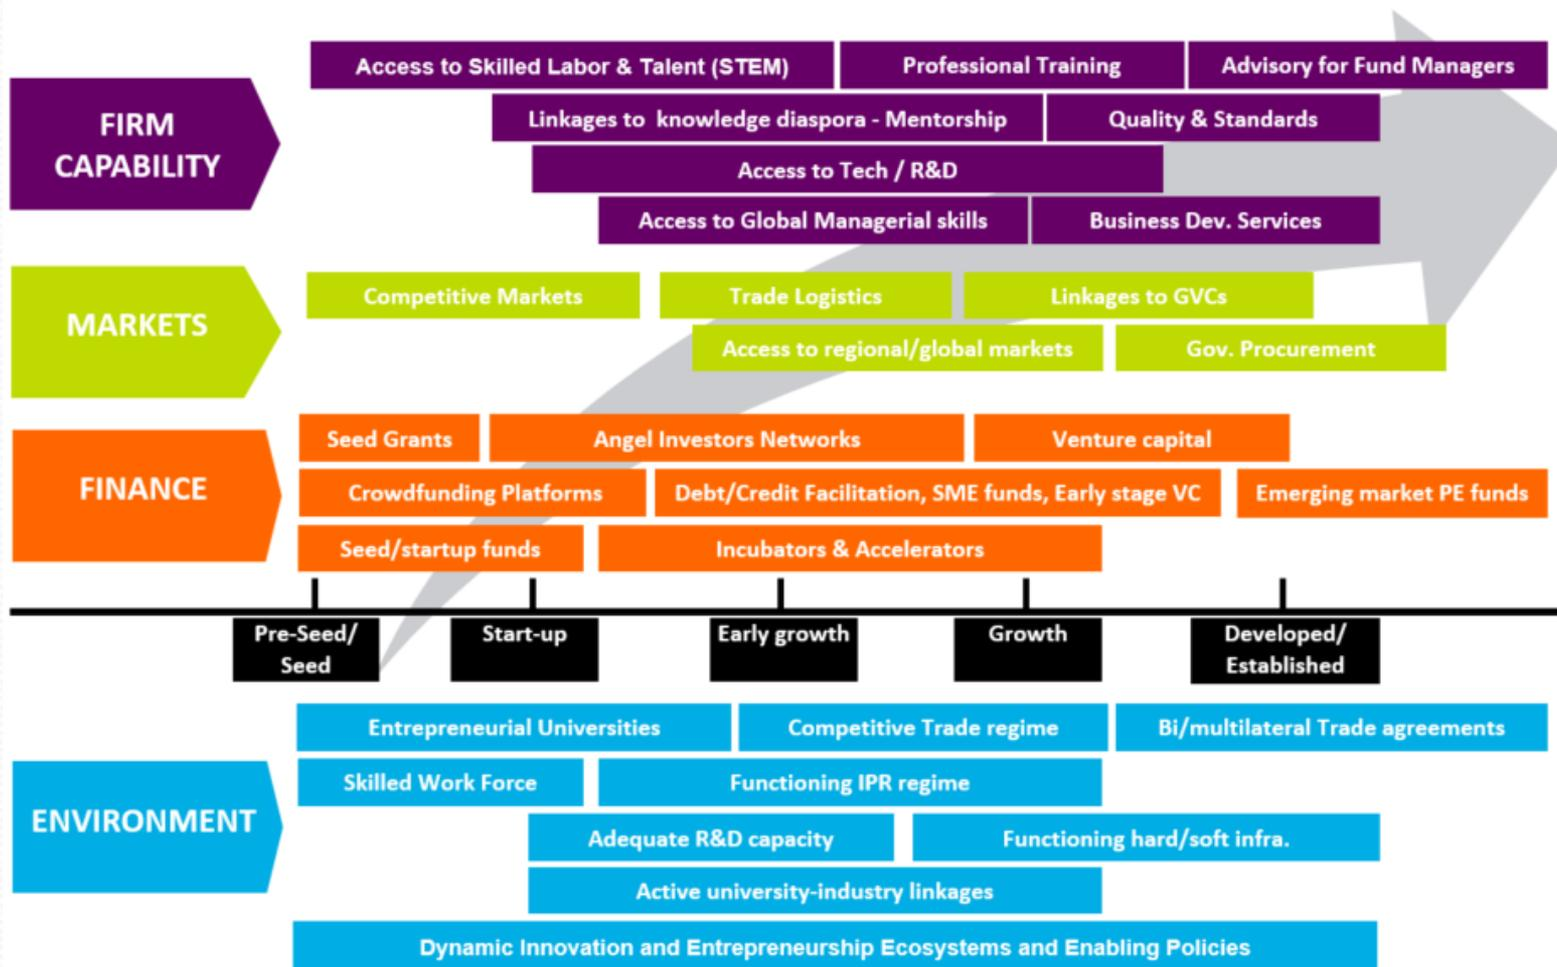 Access to Skilled Labor & Talent (STEM)
Professional Training
Advisory for Fund Managers
FIRM
CAPABILITY
Linkages to knowledge diaspora - Mentorship
Quality & Standards
Access to Tech / R&D
Access to Global Managerial skills
Business Dev. Services
MARKETS
Competitive Markets
Trade Logistics
Linkages to GVCs
Access to regional/global markets
Gov. Procurement
FINANCE
Seed Grants
Angel Investors Networks
Venture capital
Crowdfunding Platforms
Debt/Credit Facilitation, SME funds, Early stage VC
Emerging market PE funds
Seed/startup funds
Incubators & Accelerators
Pre-Seed/
Seed
Start-up
Early growth
Growth
Developed/
Established
ENVIRONMENT
Entrepreneurial Universities
Competitive Trade regime
Bi/multilateral Trade agreements
Skilled Work Force
Functioning IPR regime
Adequate R&D capacity
Functioning hard/soft infra.
Active university-industry linkages
Dynamic Innovation and Entrepreneurship Ecosystems and Enabling Policies